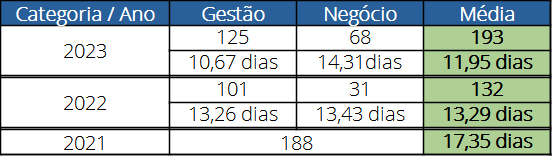 Categoria / Ano Gestão Negócio Média
2023 125 68 193
10,67 dias 14,31dias 11,95 dias
2022 101 31 132
13,26 dias 13,43 dias 13,29 dias
2021 188 17,35 dias